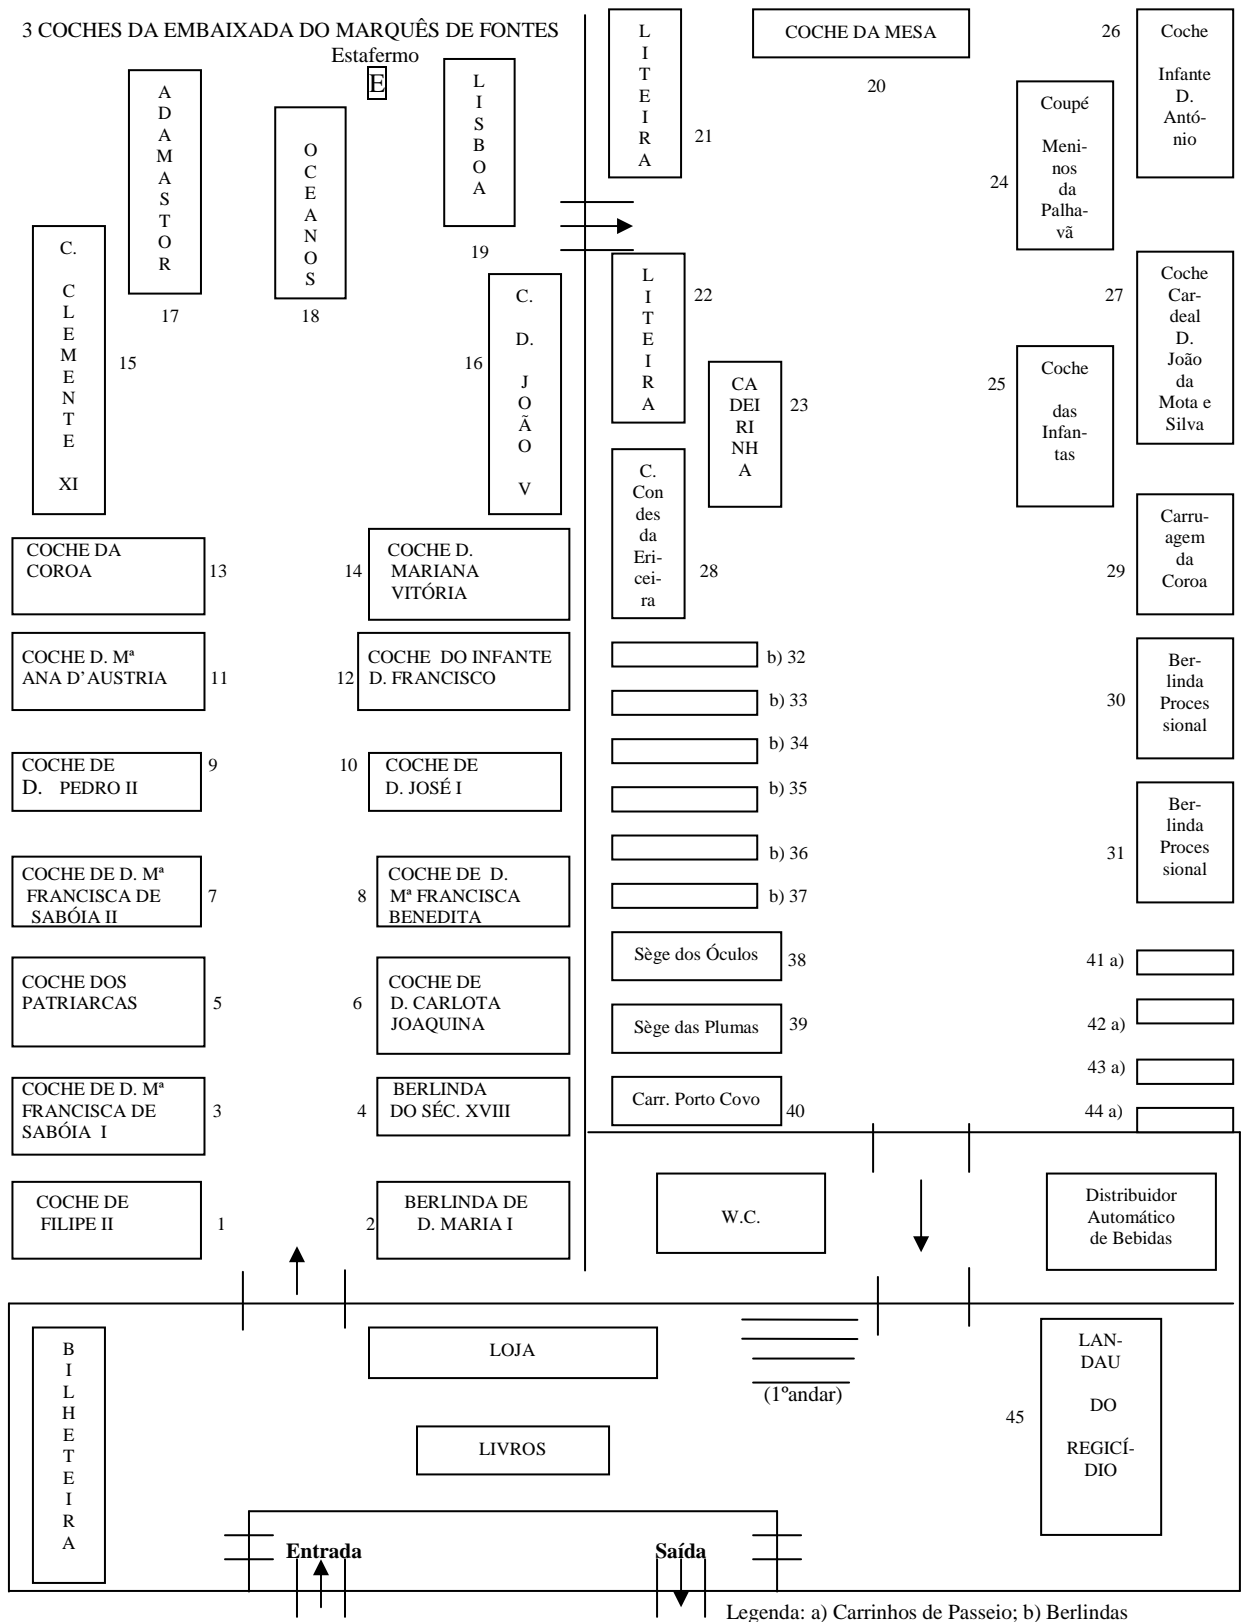 3 COCHES DA EMBAIXADA DO MARQUÊS DE FONTES
Estafermo
E
ADAMASTOR
17
OCEANOS
18
LISBOA
19
C. CLEMENTE XI
15
C. D. JOÃO V
16
COCHE DA
COROA
13
14
COCHE D.
MARIANA
VITÓRIA
COCHE D. Mª
ANA D'AUSTRIA
11
12
COCHE DO INFANTE
D. FRANCISCO
COCHE DE
D. PEDRO II
9
10
COCHE DE
D. JOSÉ I
COCHE DE D. Mª
FRANCISCA DE
SABÓIA II
7
8
COCHE DE D.
Mª FRANCISCA
BENEDITA
COCHE DOS
PATRIARCAS
5
6
COCHE DE
D. CARLOTA
JOAQUINA
COCHE DE D. Mª
FRANCISCA DE
SABÓIA I
3
4
BERLINDA
DO SÉC. XVIII
COCHE DE
FILIPE II
1
2
BERLINDA DE
D. MARIA I
LITEIRA
21
COCHE DA MESA
20
26
Coche
Infante
D.
Antó-
nio
24
Coupé
Meni-
nos
da
Palha-
vã
LITEIRA
22
CA
DEI
RI
NH
A
23
25
Coche
das
Infan-
tas
27
Coche
Car-
deal
D.
João
da
Mota e
Silva
C.
Con
des
da
Eri-
cei-
ra
28
29
Carru-
agem
da
Coroa
b) 32
b) 33
b) 34
b) 35
b) 36
b) 37
30
Ber-
linda
Proces
sional
31
Ber-
linda
Proces
sional
Sège dos Óculos
38
Sège das Plumas
39
Carr. Porto Covo
40
41 a)
42 a)
43 a)
44 a)
W.C.
Distribuidor
Automático
de Bebidas
BILHETEIRA
LOJA
(1ºandar)
LIVROS
45
LAN-
DAU
DO
REGICÍ-
DIO
Entrada
Saída
Legenda: a) Carrinhos de Passeio; b) Berlindas